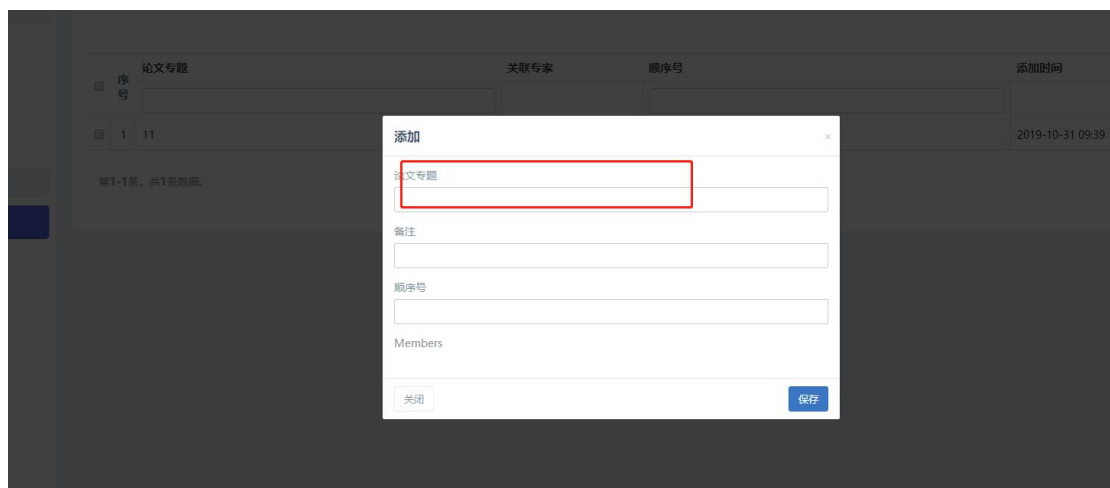 论文专题 关联专家 顺序号 添加时间
序号
1 11 2019-10-31 09:39
第1-1条，共1条数据.
添加 ×
论文专题
备注
顺序号
Members
关闭 保存